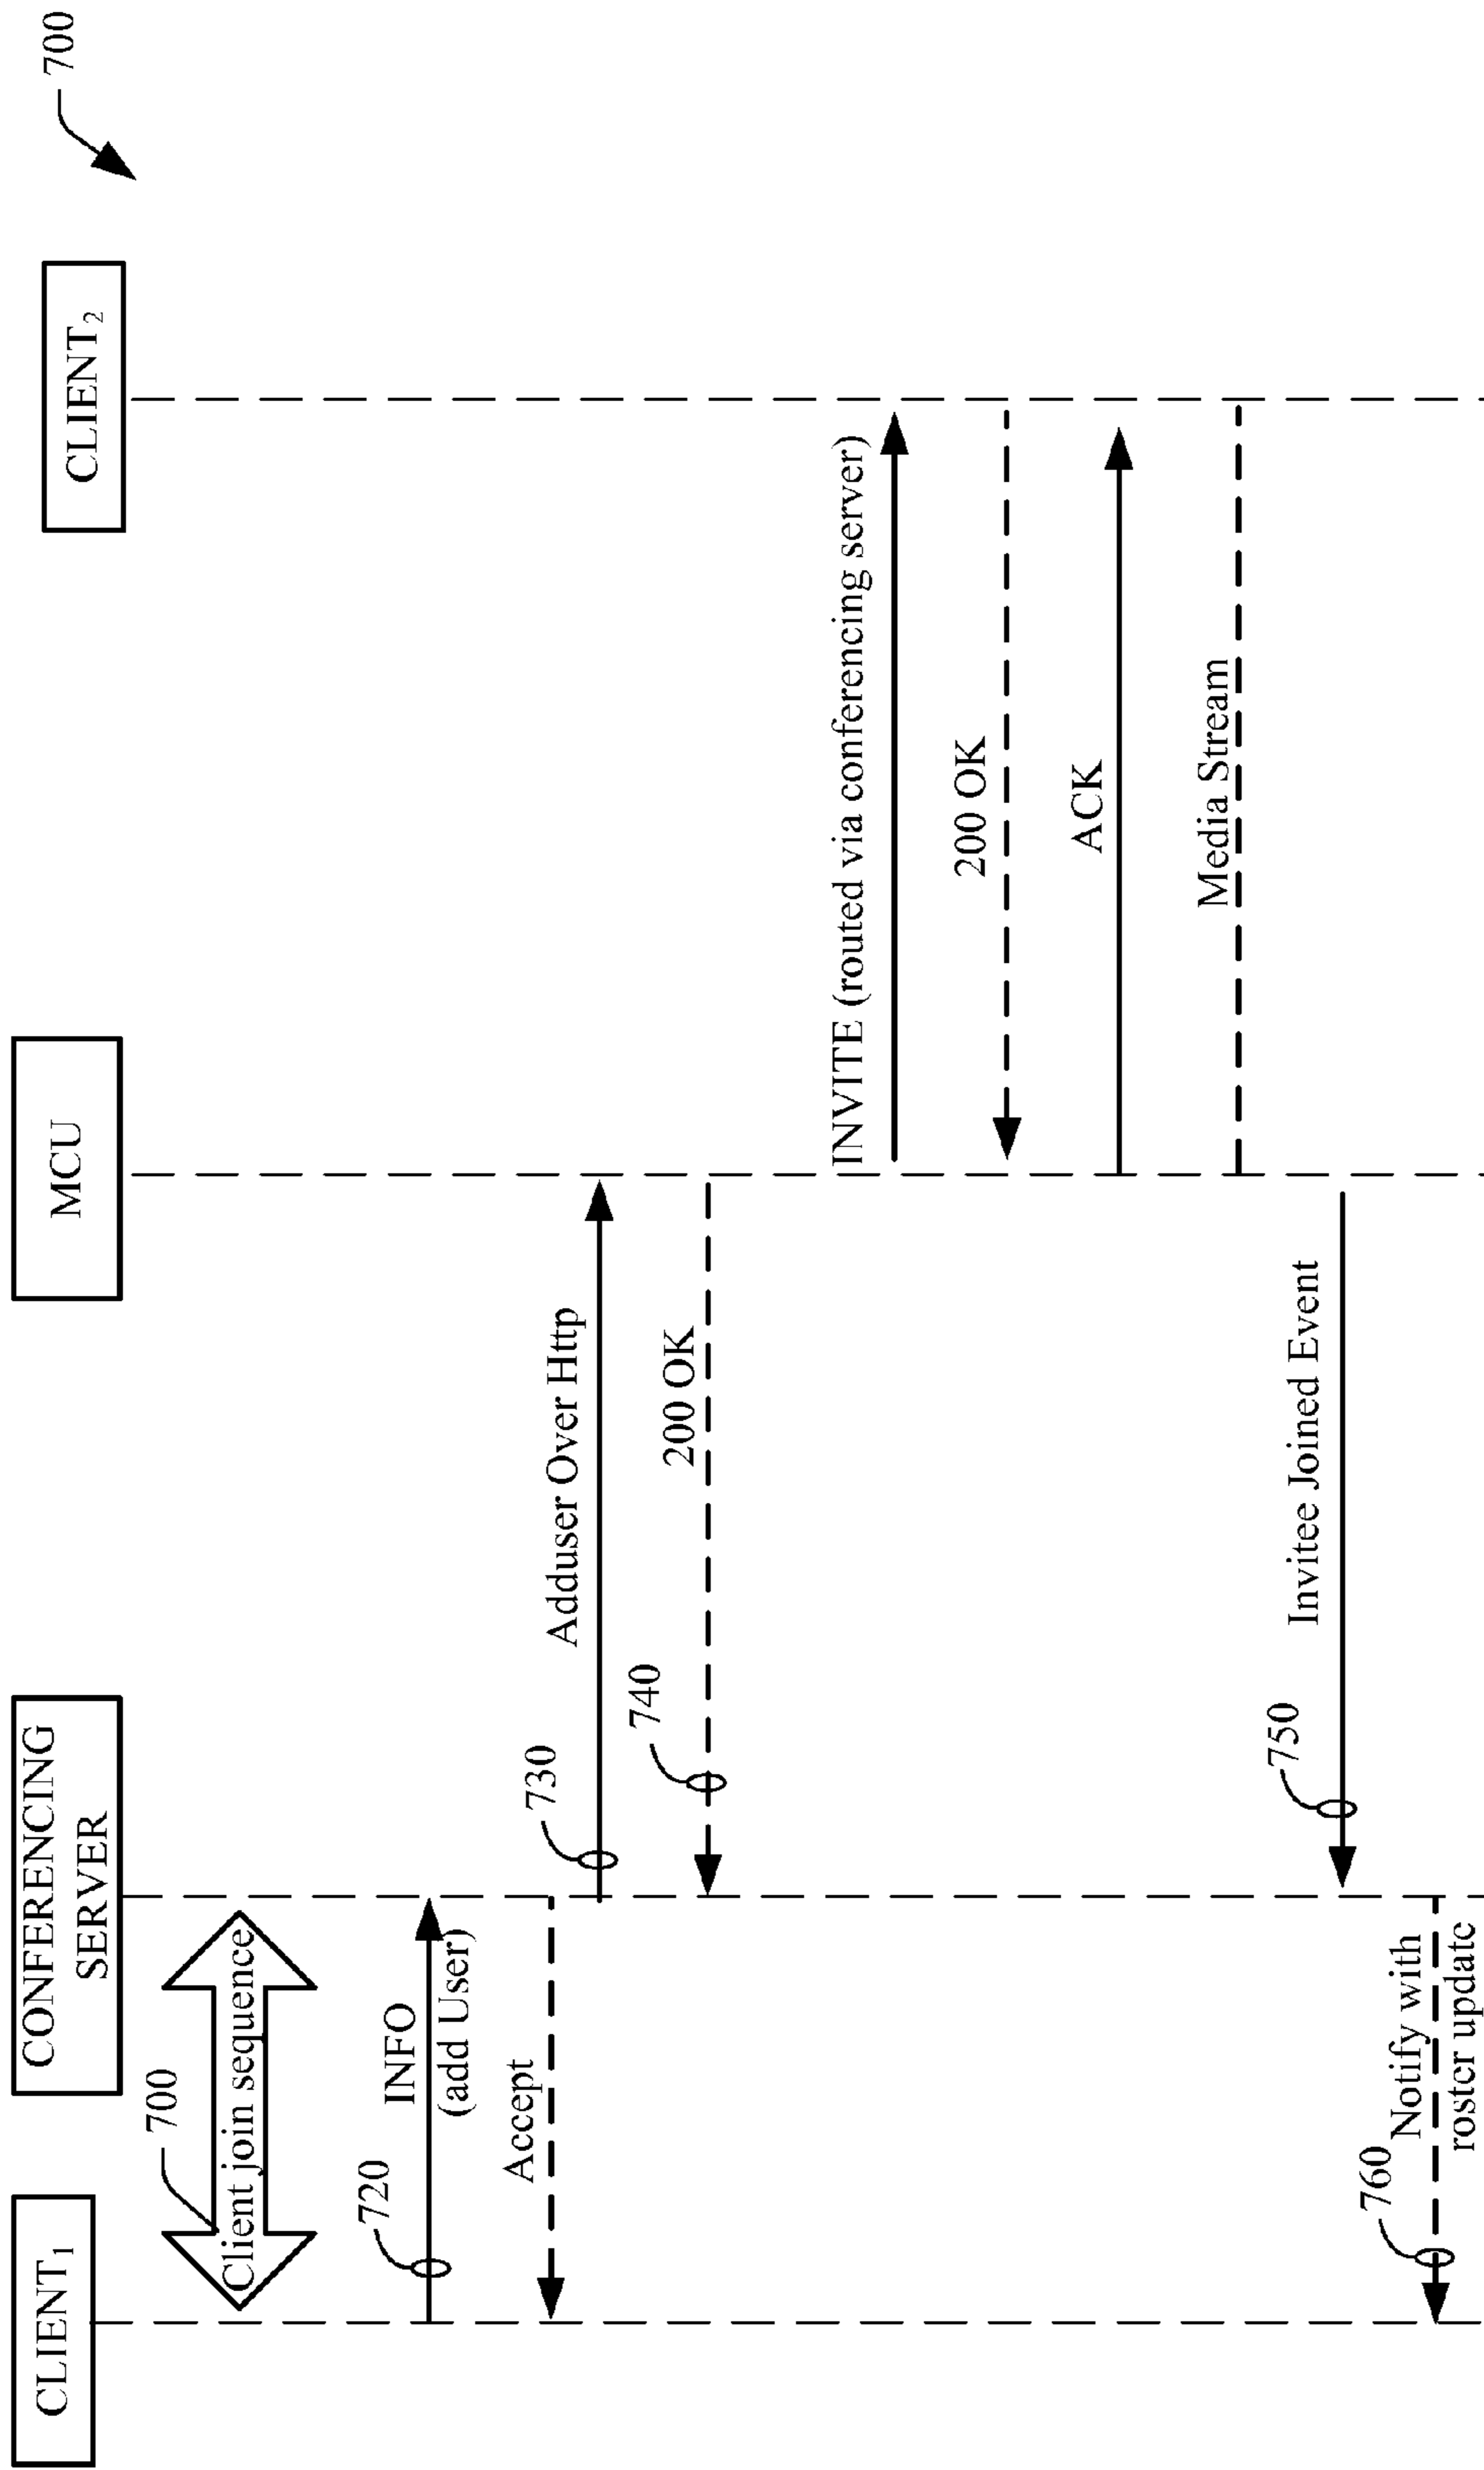 700
CLIENT₁
CONFERENCING
SERVER
MCU
CLIENT₂
700
Client join sequence
720
INFO
(add User)
Accept
730
Adduser Over Http
740
200 OK
INVITE (routed via conferencing server)
200 OK
ACK
Media Stream
750
Invitee Joined Event
760
Notify with
roster update